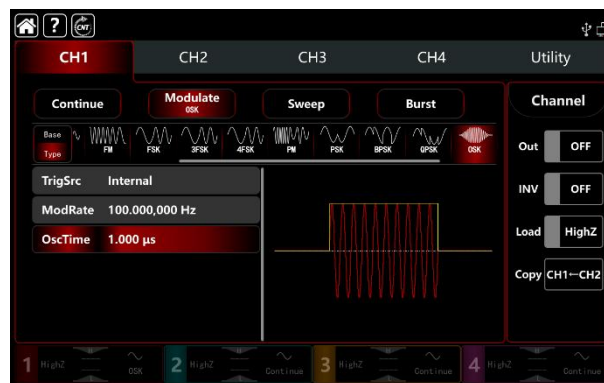 ? CNT
CH1 CH2 CH3 CH4 Utility
Continue Modulate OSK Sweep Burst Channel
Base Type FM FSK 3FSK 4FSK PM PSK BPSK QPSK OSK
Out OFF
TrigSrc Internal
INV OFF
ModRate 100.000,000 Hz
Load HighZ
OscTime 1.000 µs
Copy CH1←CH2
1 HighZ OSK 2 HighZ Continue 3 HighZ Continue 4 HighZ Continue